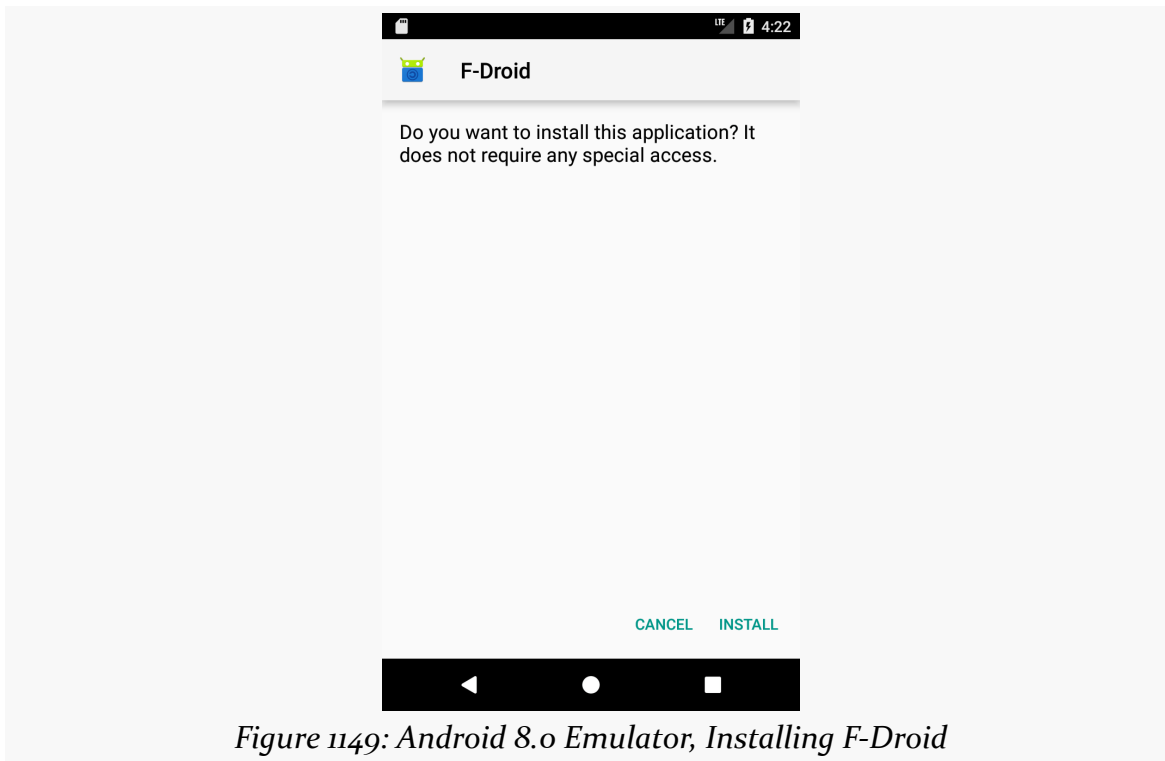 LTE 4:22
F-Droid
Do you want to install this application? It
does not require any special access.
CANCEL INSTALL
Figure 1149: Android 8.0 Emulator, Installing F-Droid